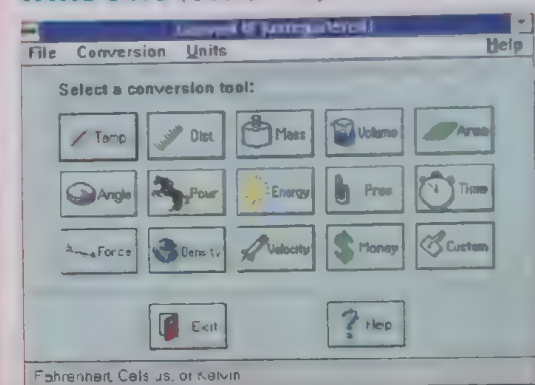 File Conversion Units Help
Select a conversion tool:
Temp Dist. Mass Volume Area
Angle Pour Energy Pres Time
Force Density Velocity Money Custom
Exit Help
Fahrenheit, Celsius, or Kelvin